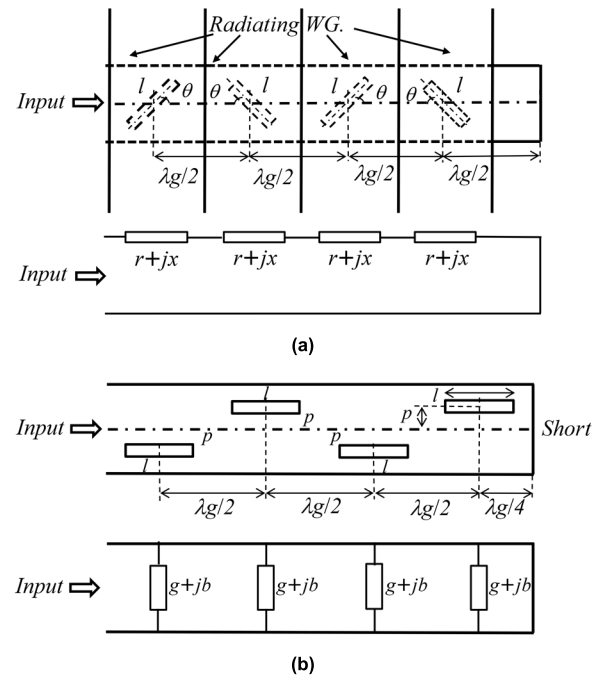 Radiating WG.
Input l θ θ l l θ θ l
λg/2 λg/2 λg/2 λg/2
r+jx r+jx r+jx r+jx
Input
(a)
l l
p
Input p p Short
l l
λg/2 λg/2 λg/2 λg/4
Input g+jb g+jb g+jb g+jb
(b)